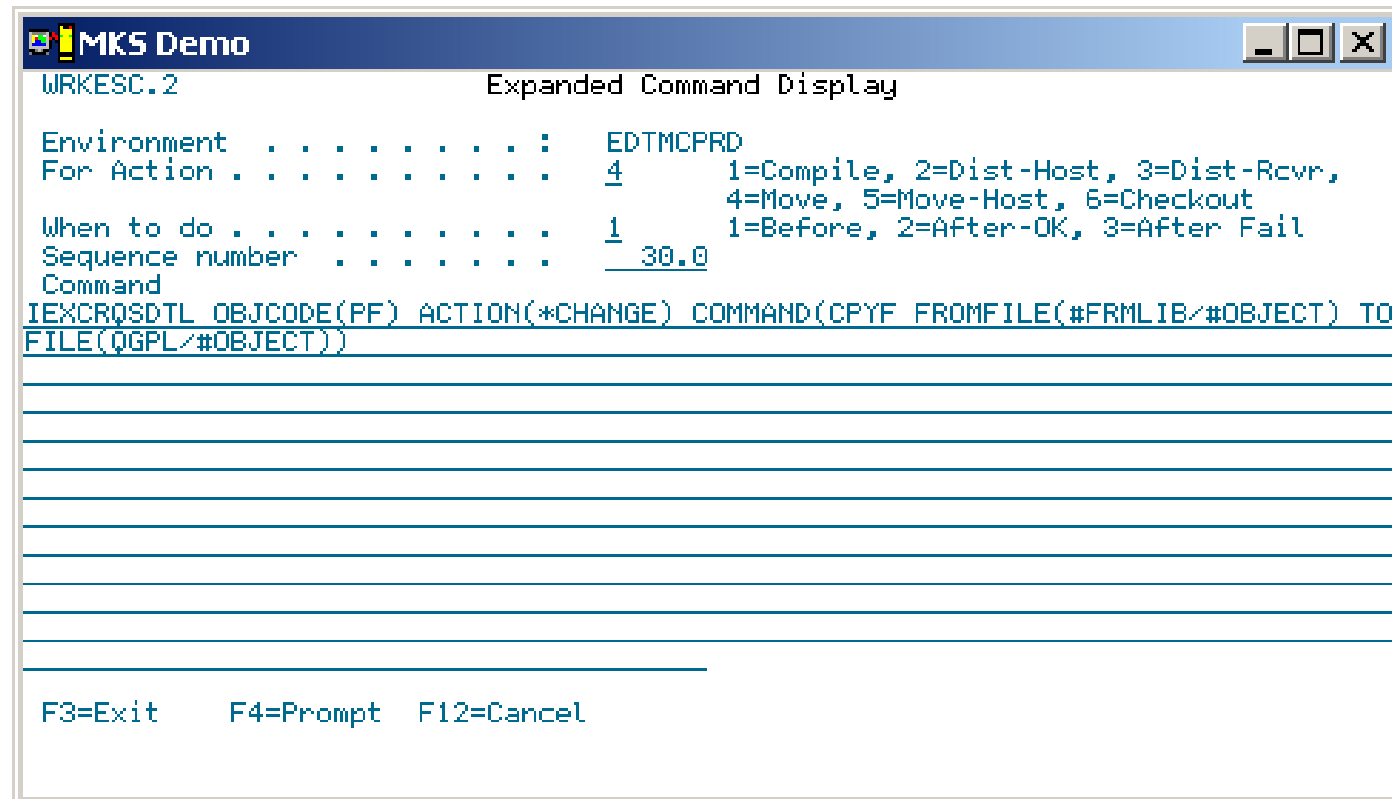 MKS Demo
WRKESC.2 Expanded Command Display
Environment . . . . . . . . . : EDTMCPRD
For Action . . . . . . . . . . 4 1=Compile, 2=Dist-Host, 3=Dist-Rcvr,
4=Move, 5=Move-Host, 6=Checkout
When to do . . . . . . . . . . 1 1=Before, 2=After-OK, 3=After Fail
Sequence number . . . . . . . 30.0
Command
IEXCRQSDTL OBJCODE(PF) ACTION(*CHANGE) COMMAND(CPYF FROMFILE(#FRMLIB/#OBJECT) TO
FILE(QGPL/#OBJECT))
F3=Exit F4=Prompt F12=Cancel